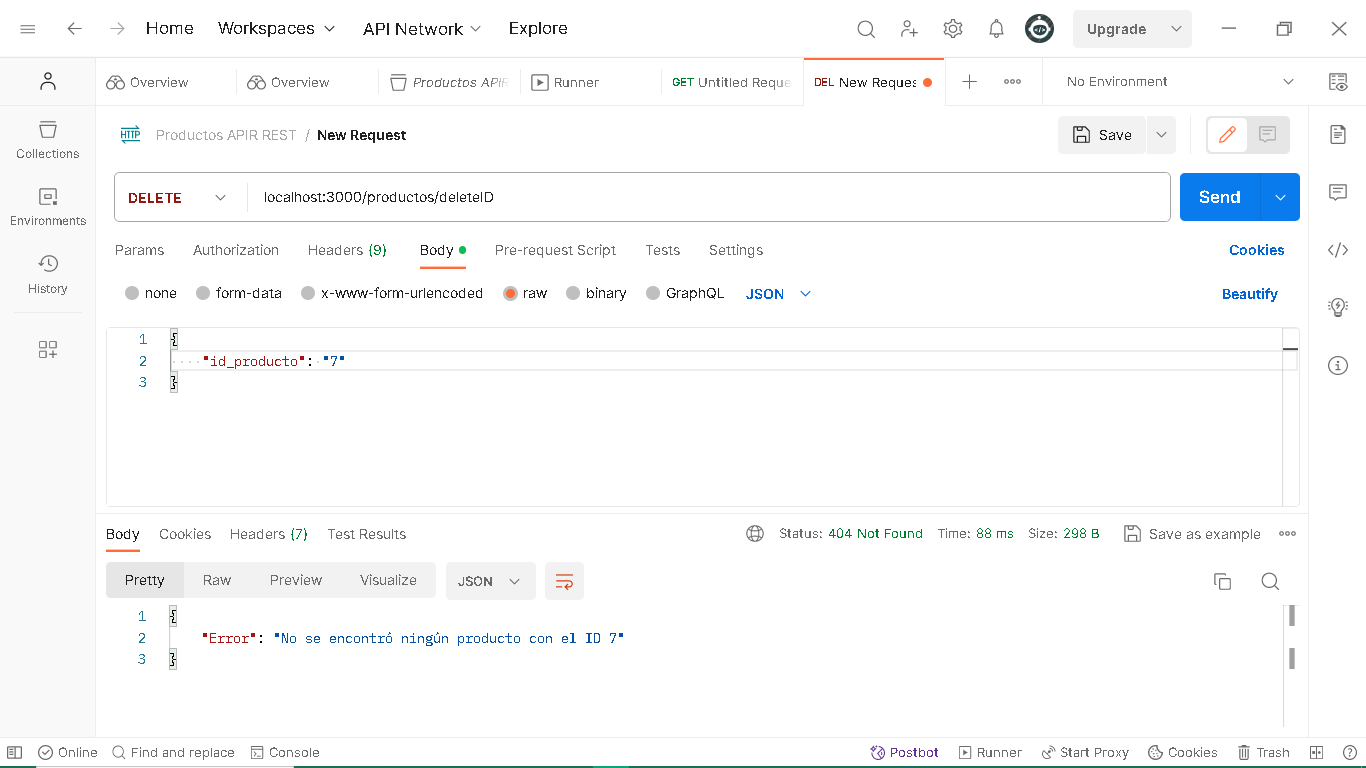 Home Workspaces API Network Explore Upgrade
Overview Overview Productos APIR Runner GET Untitled Reque DEL New Reques No Environment
HTTP Productos APIR REST / New Request Save
Collections
Environments
History
DELETE localhost:3000/productos/deleteID Send
Params Authorization Headers (9) Body Pre-request Script Tests Settings Cookies
none form-data x-www-form-urlencoded raw binary GraphQL JSON Beautify
1 {
2 "id_producto": "7"
3 }
Body Cookies Headers (7) Test Results Status: 404 Not Found Time: 88 ms Size: 298 B Save as example
Pretty Raw Preview Visualize JSON
1 {
2 "Error": "No se encontró ningún producto con el ID 7"
3 }
Online Find and replace Console Postbot Runner Start Proxy Cookies Trash